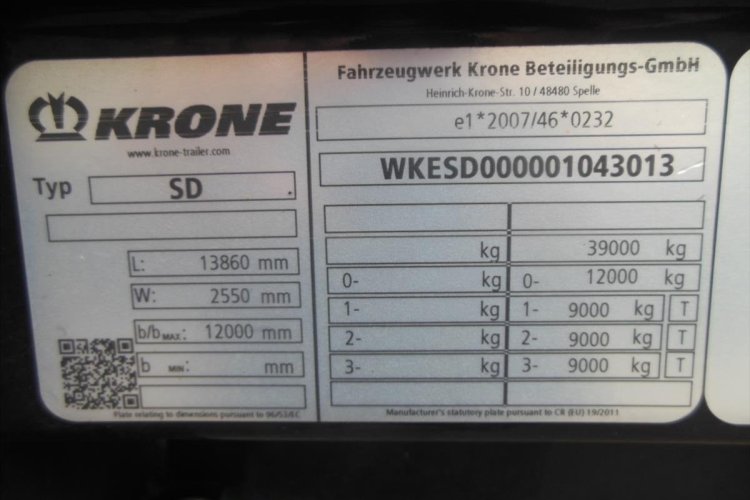 KRONE
www.krone-trailer.com
Typ SD
L: 13860 mm
W: 2550 mm
b/b MAX.: 12000 mm
b MIN.: mm
Plate relating to dimensions pursuant to 96/53/EC
Fahrzeugwerk Krone Beteiligungs-GmbH
Heinrich-Krone-Str. 10 / 48480 Spelle
e1*2007/46*0232
WKESD000001043013
kg 39000 kg
0- kg 0- 12000 kg
1- kg 1- 9000 kg T
2- kg 2- 9000 kg T
3- kg 3- 9000 kg T
Manufacturer's statutory plate pursuant to CR (EU) 19/2011